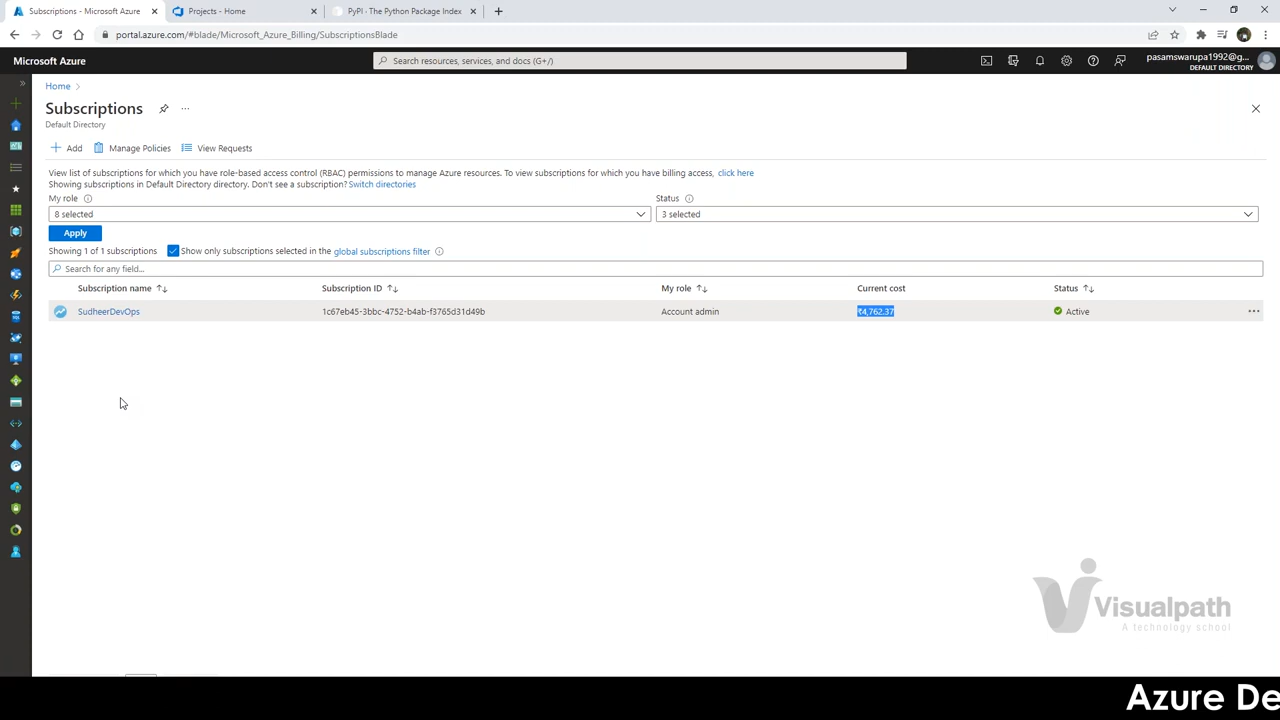 Subscriptions - Microsoft Azure
Projects - Home
PyPI · The Python Package Index
portal.azure.com/#blade/Microsoft_Azure_Billing/SubscriptionsBlade
Microsoft Azure
Search resources, services, and docs (G+/)
pasamswarupa1992@g...
DEFAULT DIRECTORY
Home
Subscriptions
Default Directory
Add
Manage Policies
View Requests
View list of subscriptions for which you have role-based access control (RBAC) permissions to manage Azure resources. To view subscriptions for which you have billing access, click here
Showing subscriptions in Default Directory directory. Don't see a subscription? Switch directories
My role
Status
8 selected
3 selected
Apply
Showing 1 of 1 subscriptions
Show only subscriptions selected in the global subscriptions filter
Search for any field...
Subscription name
Subscription ID
My role
Current cost
Status
SudheerDevOps
1c67eb45-3bbc-4752-b4ab-f3765d31d49b
Account admin
₹4,762.37
Active
Visualpath
A technology school
Azure De